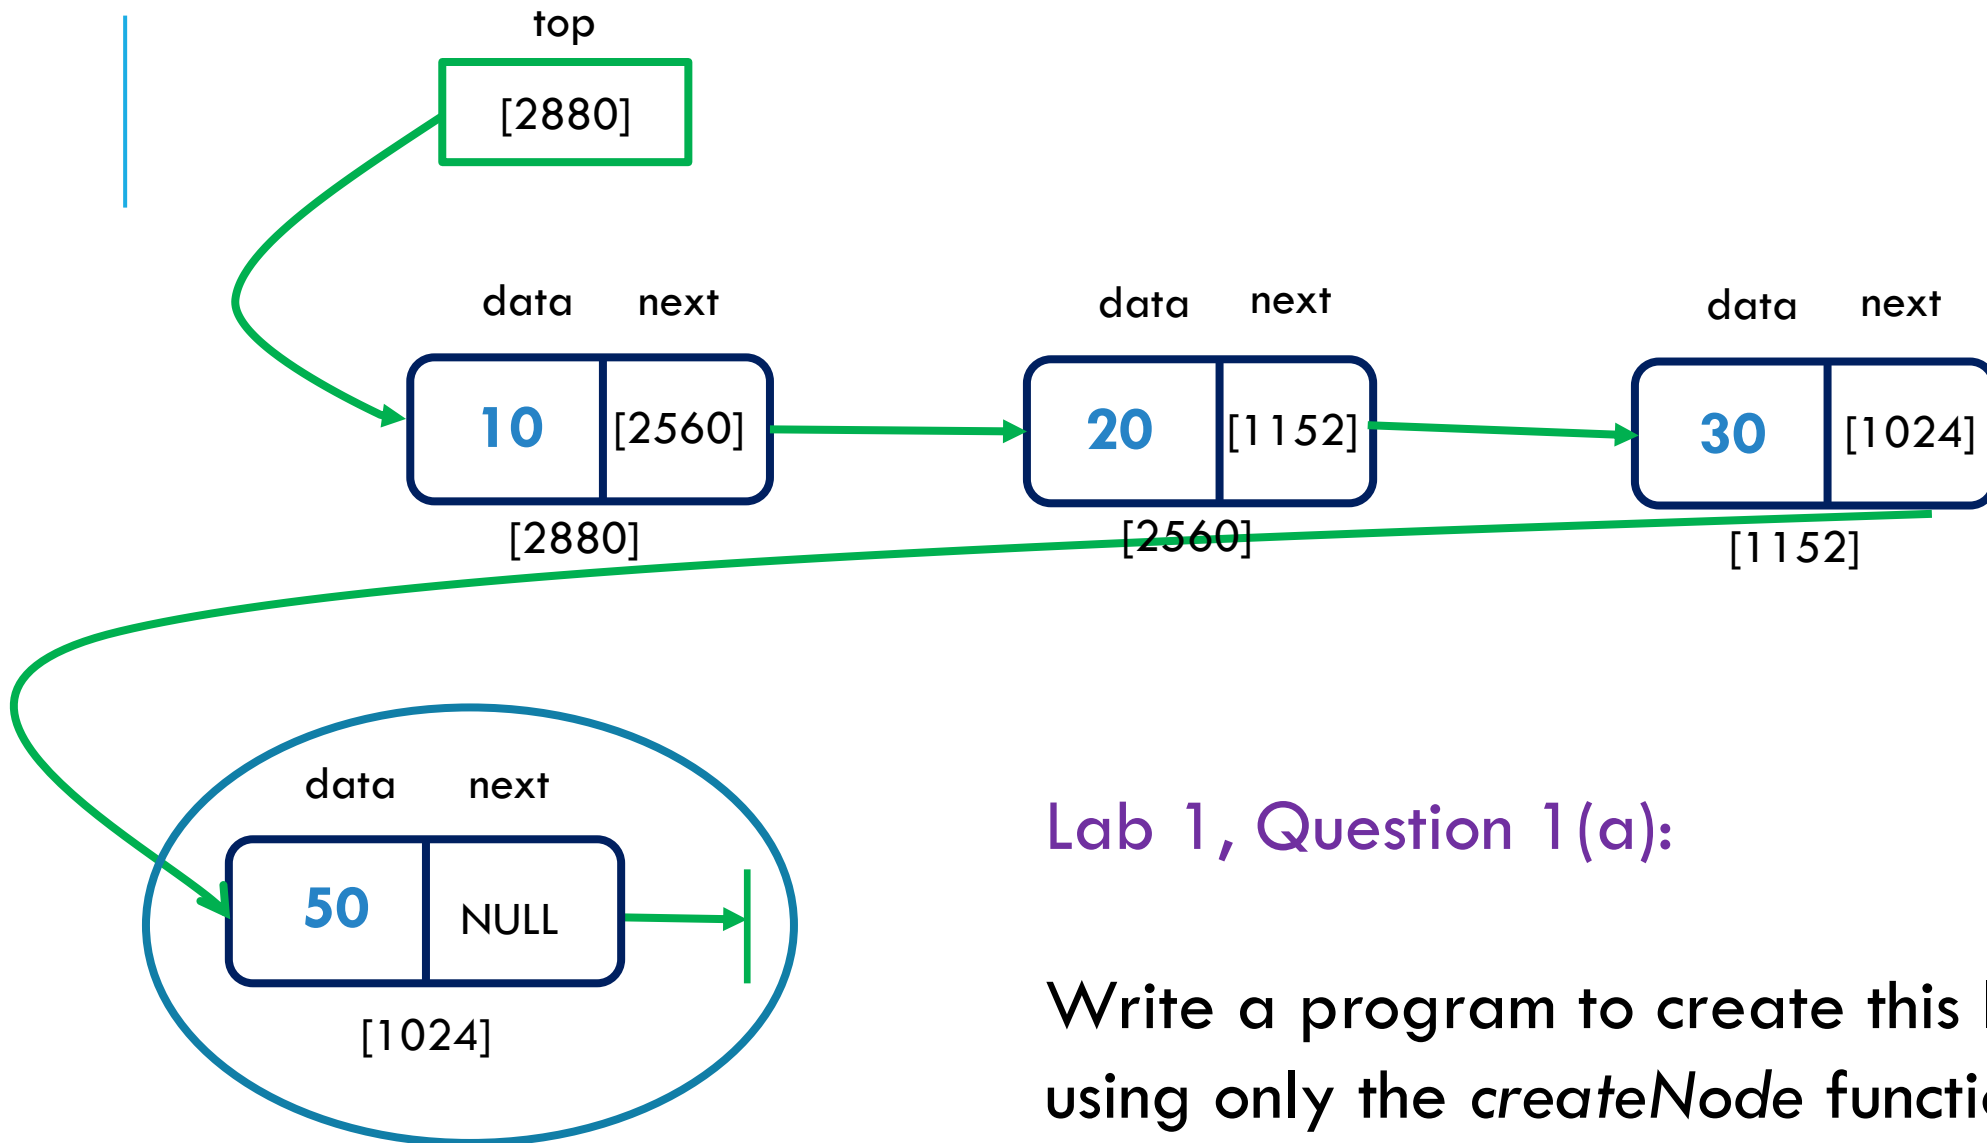 top
[2880]
data next data next data next
10 [2560] 20 [1152] 30 [1024]
[2880] [2560] [1152]
data next
50 NULL
[1024]
Lab 1, Question 1(a):
Write a program to create this
using only the createNode